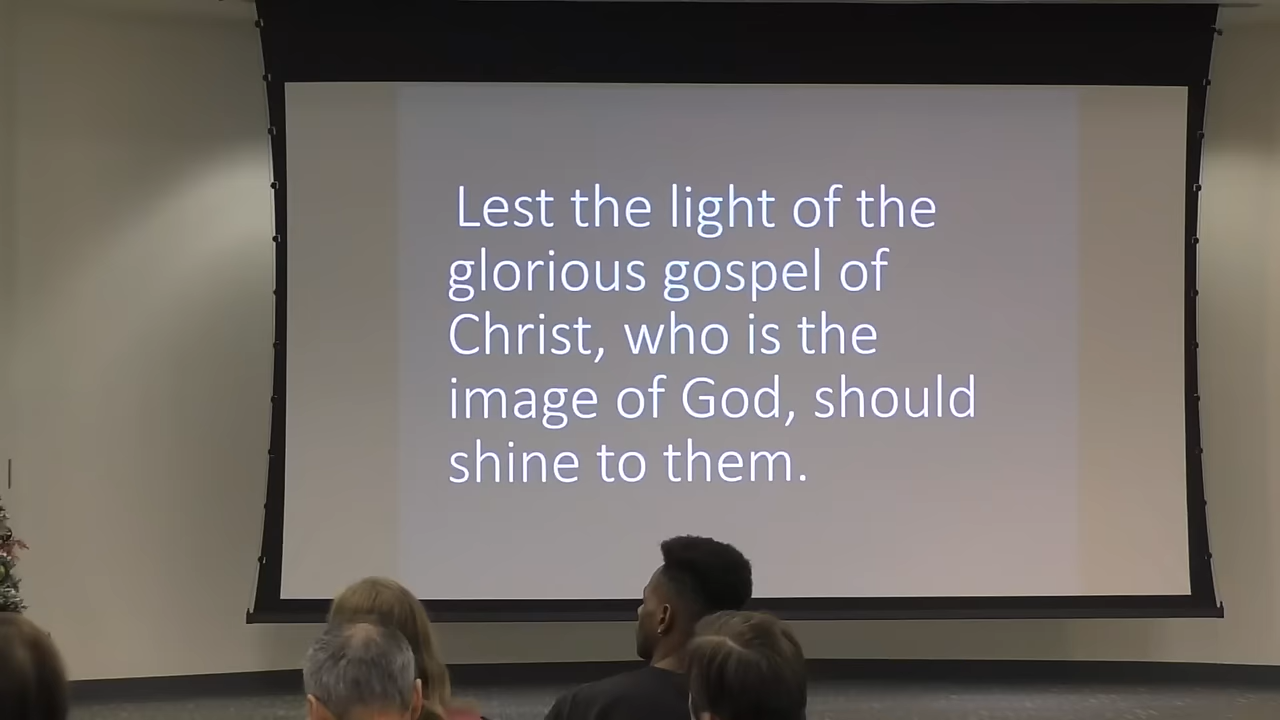 Lest the light of the
glorious gospel of
Christ, who is the
image of God, should
shine to them.